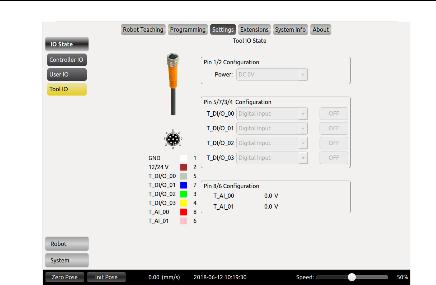 Robot Teaching Programming Settings Extensions System Info About
IO State
Tool IO State
Controller IO
User IO
Tool IO
Pin 1/2 Configuration
Power: DC 0V
Pin 5/7/3/4 Configuration
T_DI/O_00 Digital Input OFF
T_DI/O_01 Digital Input OFF
T_DI/O_02 Digital Input OFF
T_DI/O_03 Digital Input OFF
GND 1
12/24 V 2
T_DI/O_00 5
T_DI/O_01 7
T_DI/O_02 3
T_DI/O_03 4
T_AI_00 8
T_AI_01 6
Pin 8/6 Configuration
T_AI_00 0.0 V
T_AI_01 0.0 V
Robot
System
Zero Pose Init Pose 0.00 (mm/s) 2018-06-12 10:19:30 Speed: 50%